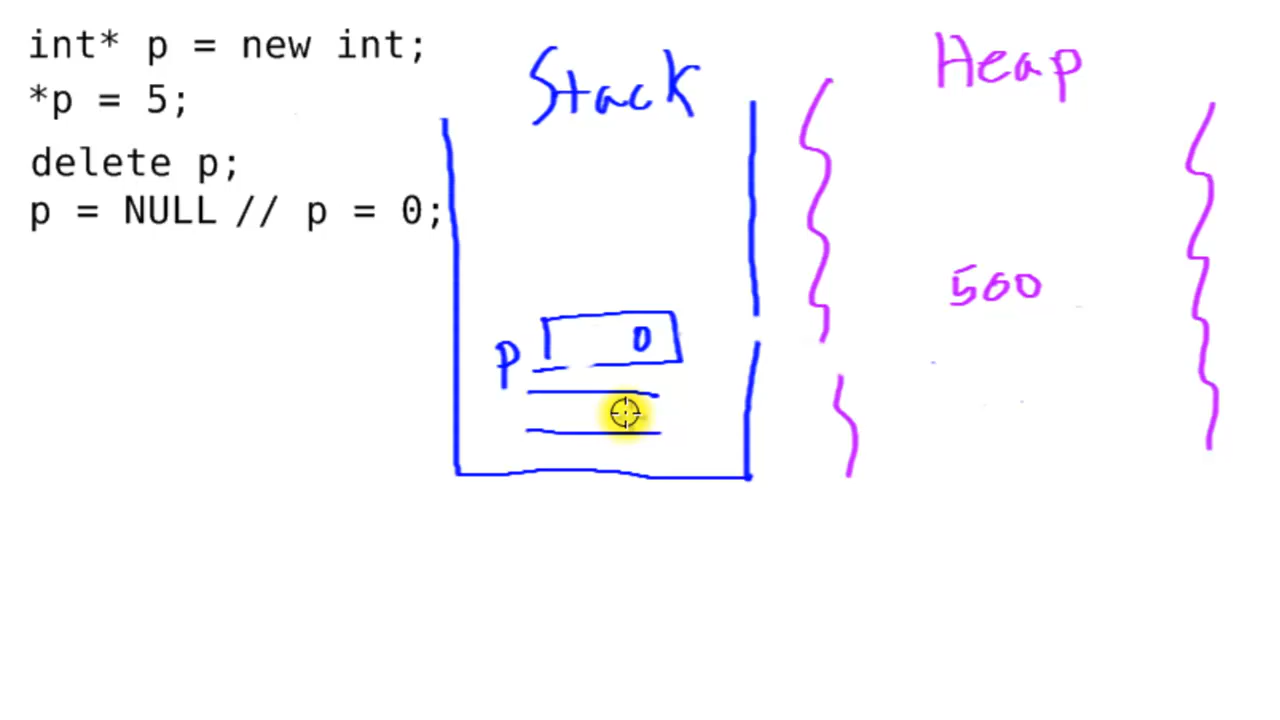 int* p = new int;
*p = 5;
delete p;
p = NULL // p = 0;
Stack
p 0
Heap
500